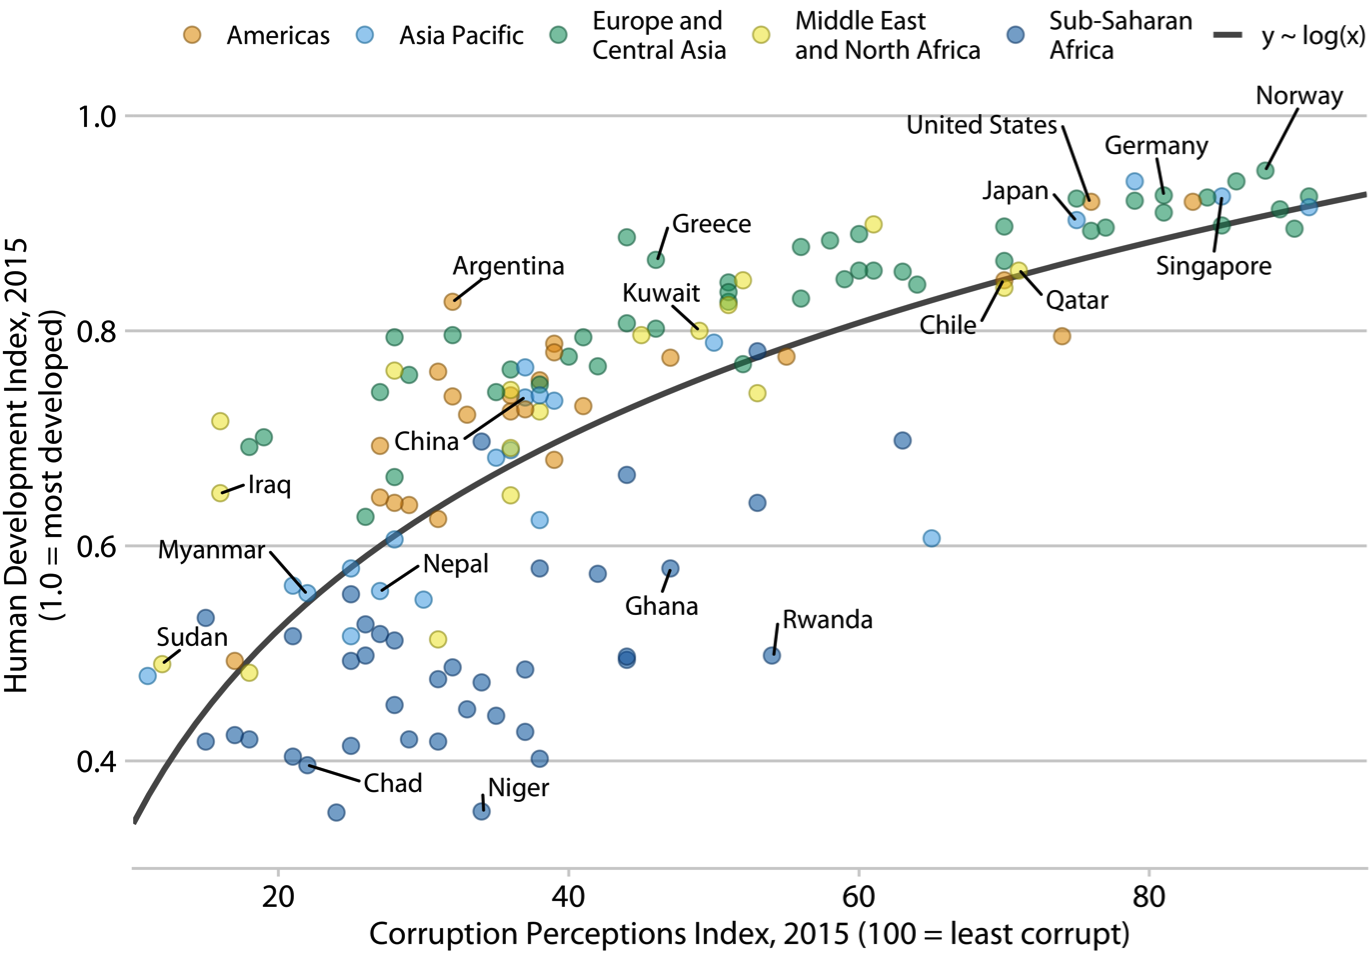 Americas
Asia Pacific
Europe and
Central Asia
Middle East
and North Africa
Sub-Saharan
Africa
y ~ log(x)
Human Development Index, 2015
(1.0 = most developed)
1.0
0.8
0.6
0.4
Norway
United States
Germany
Japan
Greece
Argentina
Singapore
Kuwait
Qatar
Chile
China
Iraq
Myanmar
Nepal
Ghana
Rwanda
Sudan
Chad
Niger
20
40
60
80
Corruption Perceptions Index, 2015 (100 = least corrupt)